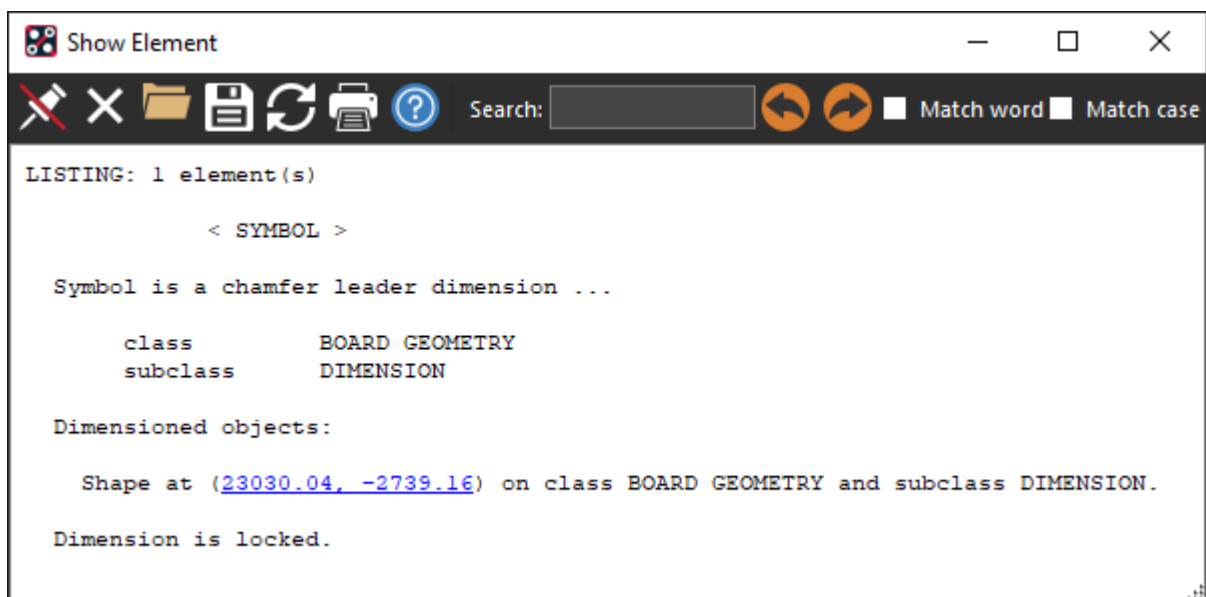 Show Element
Search: Match word Match case
LISTING: 1 element(s)
< SYMBOL >
Symbol is a chamfer leader dimension ...
class BOARD GEOMETRY
subclass DIMENSION
Dimensioned objects:
Shape at (23030.04, -2739.16) on class BOARD GEOMETRY and subclass DIMENSION.
Dimension is locked.